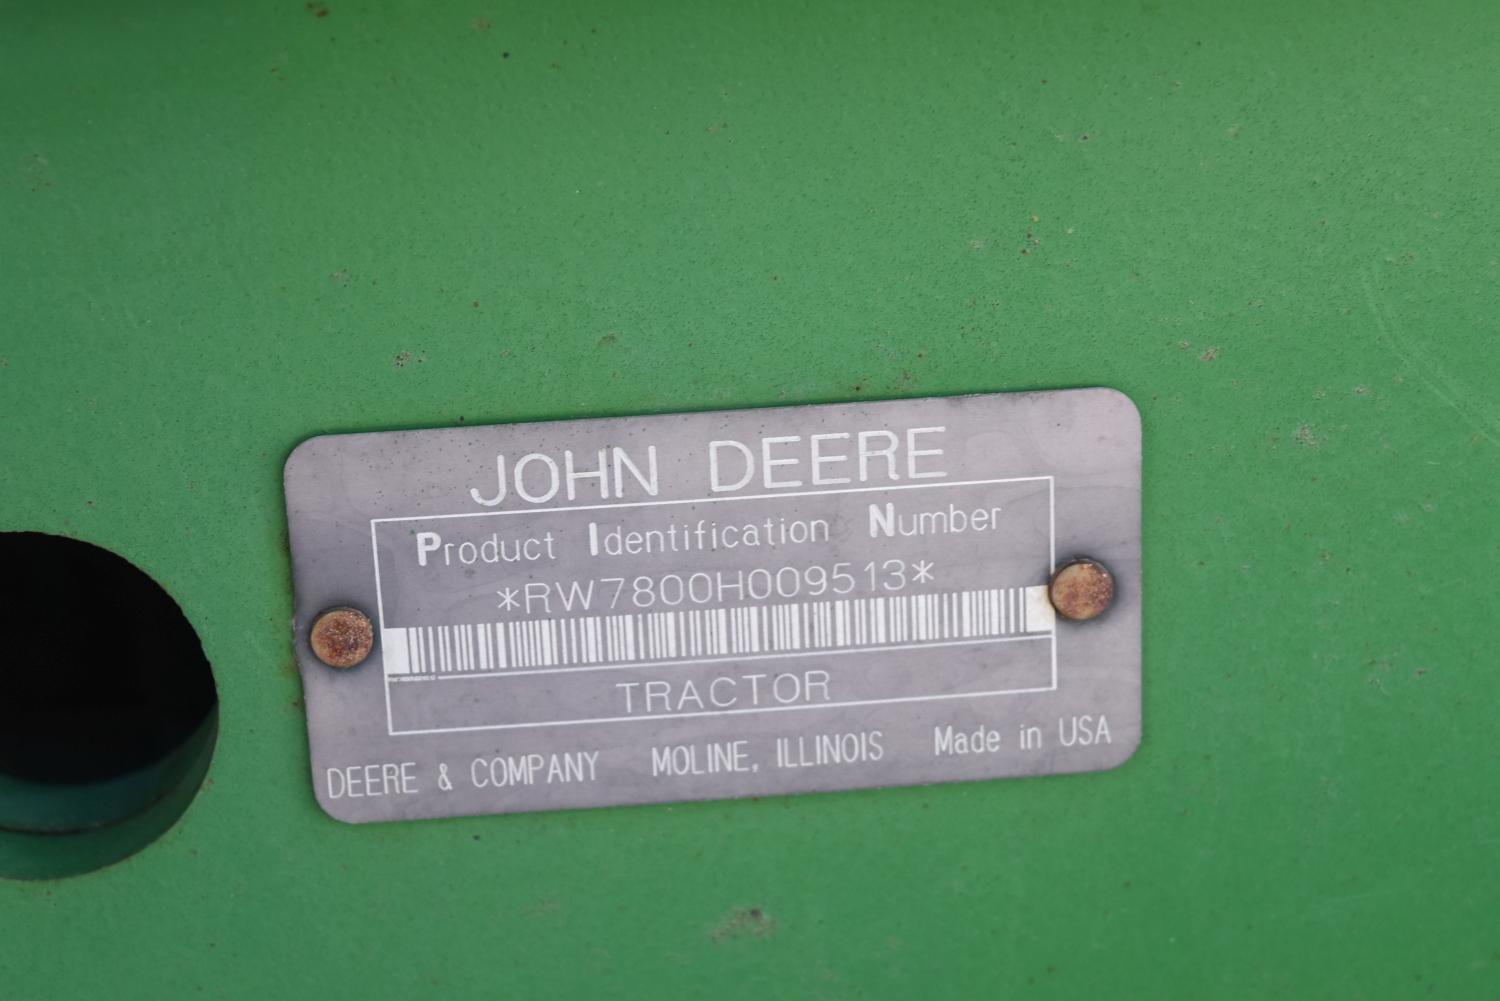 JOHN DEERE
Product Identification Number
*RW7800H009513*
TRACTOR
DEERE & COMPANY MOLINE, ILLINOIS Made in USA